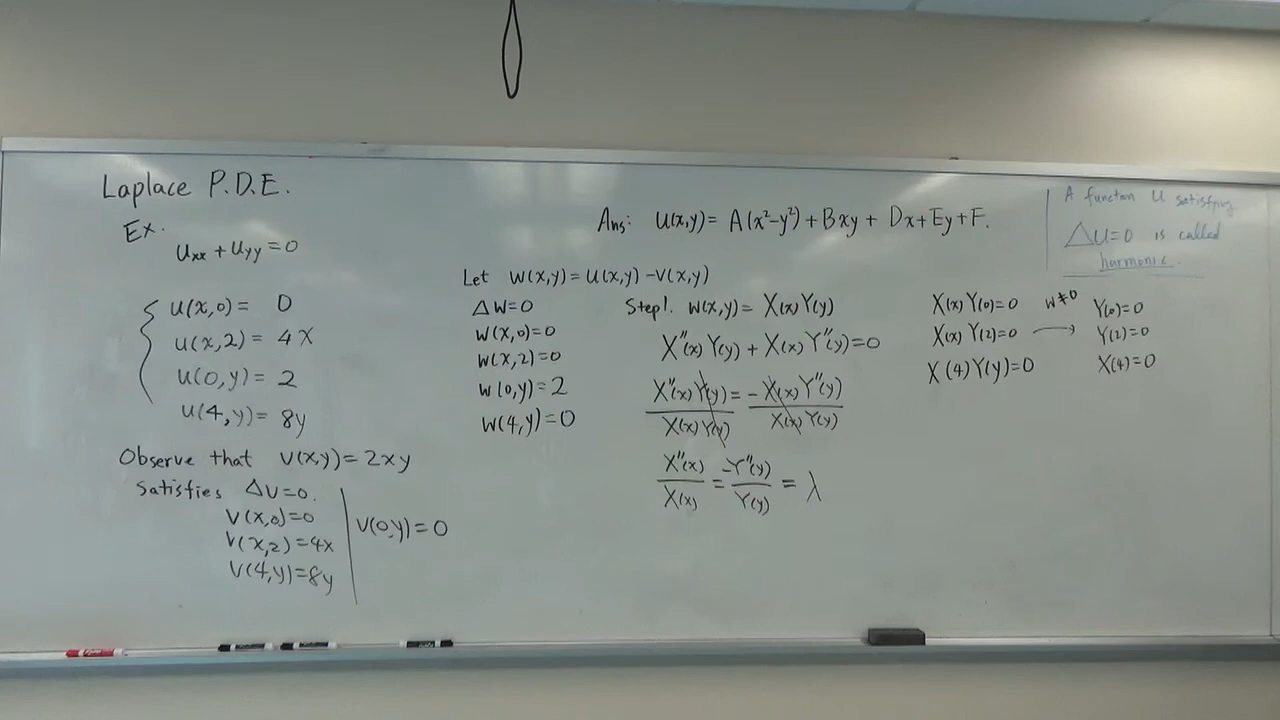 Laplace P.D.E.
Ex.
Uxx + Uyy = 0
U(x,0) = 0
U(x,2) = 4x
U(0,y) = 2
U(4,y) = 8y
Observe that V(x,y) = 2xy
Satisfies ΔV=0.
V(x,0)=0
V(x,2)=4x
V(4,y)=8y
V(0,y)=0
Ans: U(x,y) = A(x²-y²) + Bxy + Dx+Ey+F.
Let W(x,y) = U(x,y) - V(x,y)
ΔW=0
W(x,0)=0
W(x,2)=0
W(0,y)=2
W(4,y)=0
Step1. W(x,y) = X(x)Y(y)
X"(x)Y(y) + X(x)Y"(y)=0
X"(x)Y(y)/X(x)Y(y) = -X(x)Y"(y)/X(x)Y(y)
X"(x)/X(x) = -Y"(y)/Y(y) = λ
X(x)Y(0)=0 W≢0 Y(0)=0
X(x)Y(2)=0 → Y(2)=0
X(4)Y(y)=0 X(4)=0
A function U satisfying
ΔU=0 is called
harmonic.